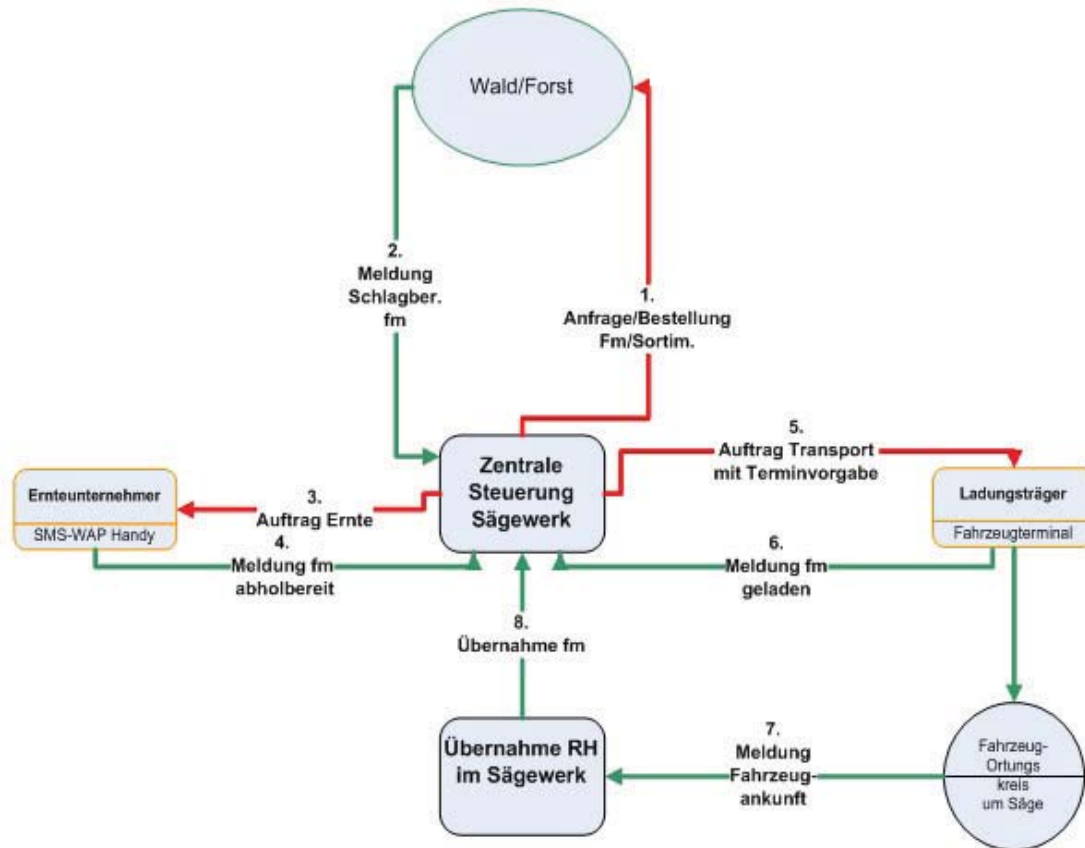 Wald/Forst
2.
Meldung
Schlagber.
fm
1.
Anfrage/Bestellung
Fm/Sortim.
Zentrale
Steuerung
Sägewerk
5.
Auftrag Transport
mit Terminvorgabe
Ernteunternehmer
SMS-WAP Handy
3.
Auftrag Ernte
4.
Meldung fm
abholbereit
Ladungsträger
Fahrzeugterminal
6.
Meldung fm
geladen
8.
Übernahme fm
Übernahme RH
im Sägewerk
7.
Meldung
Fahrzeug-
ankunft
Fahrzeug-
Ortungs
kreis
um Säge